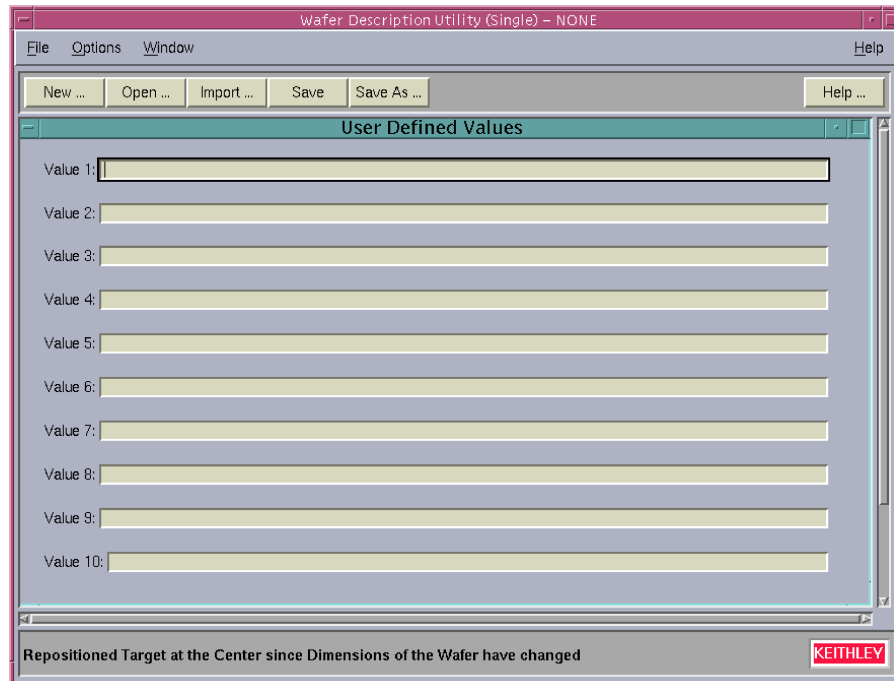 Wafer Description Utility (Single) – NONE
File Options Window Help
New ... Open ... Import ... Save Save As ... Help ...
User Defined Values
Value 1:
Value 2:
Value 3:
Value 4:
Value 5:
Value 6:
Value 7:
Value 8:
Value 9:
Value 10:
Repositioned Target at the Center since Dimensions of the Wafer have changed KEITHLEY